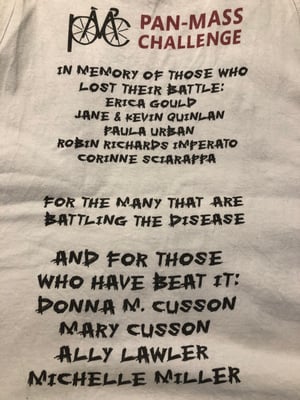 PMC PAN-MASS
CHALLENGE
IN MEMORY OF THOSE WHO
LOST THEIR BATTLE:
ERICA GOULD
JANE & KEVIN QUINLAN
PAULA URBAN
ROBIN RICHARDS IMPERATO
CORINNE SCIARAPPA
FOR THE MANY THAT ARE
BATTLING THE DISEASE
AND FOR THOSE
WHO HAVE BEAT IT:
DONNA M. CUSSON
MARY CUSSON
ALLY LAWLER
MICHELLE MILLER